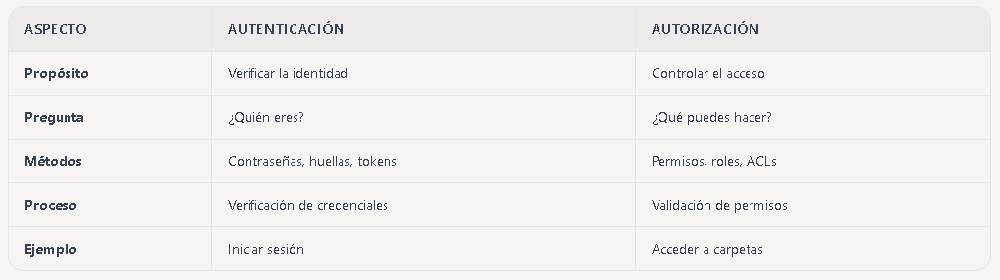 ASPECTO AUTENTICACIÓN AUTORIZACIÓN
Propósito Verificar la identidad Controlar el acceso
Pregunta ¿Quién eres? ¿Qué puedes hacer?
Métodos Contraseñas, huellas, tokens Permisos, roles, ACLs
Proceso Verificación de credenciales Validación de permisos
Ejemplo Iniciar sesión Acceder a carpetas